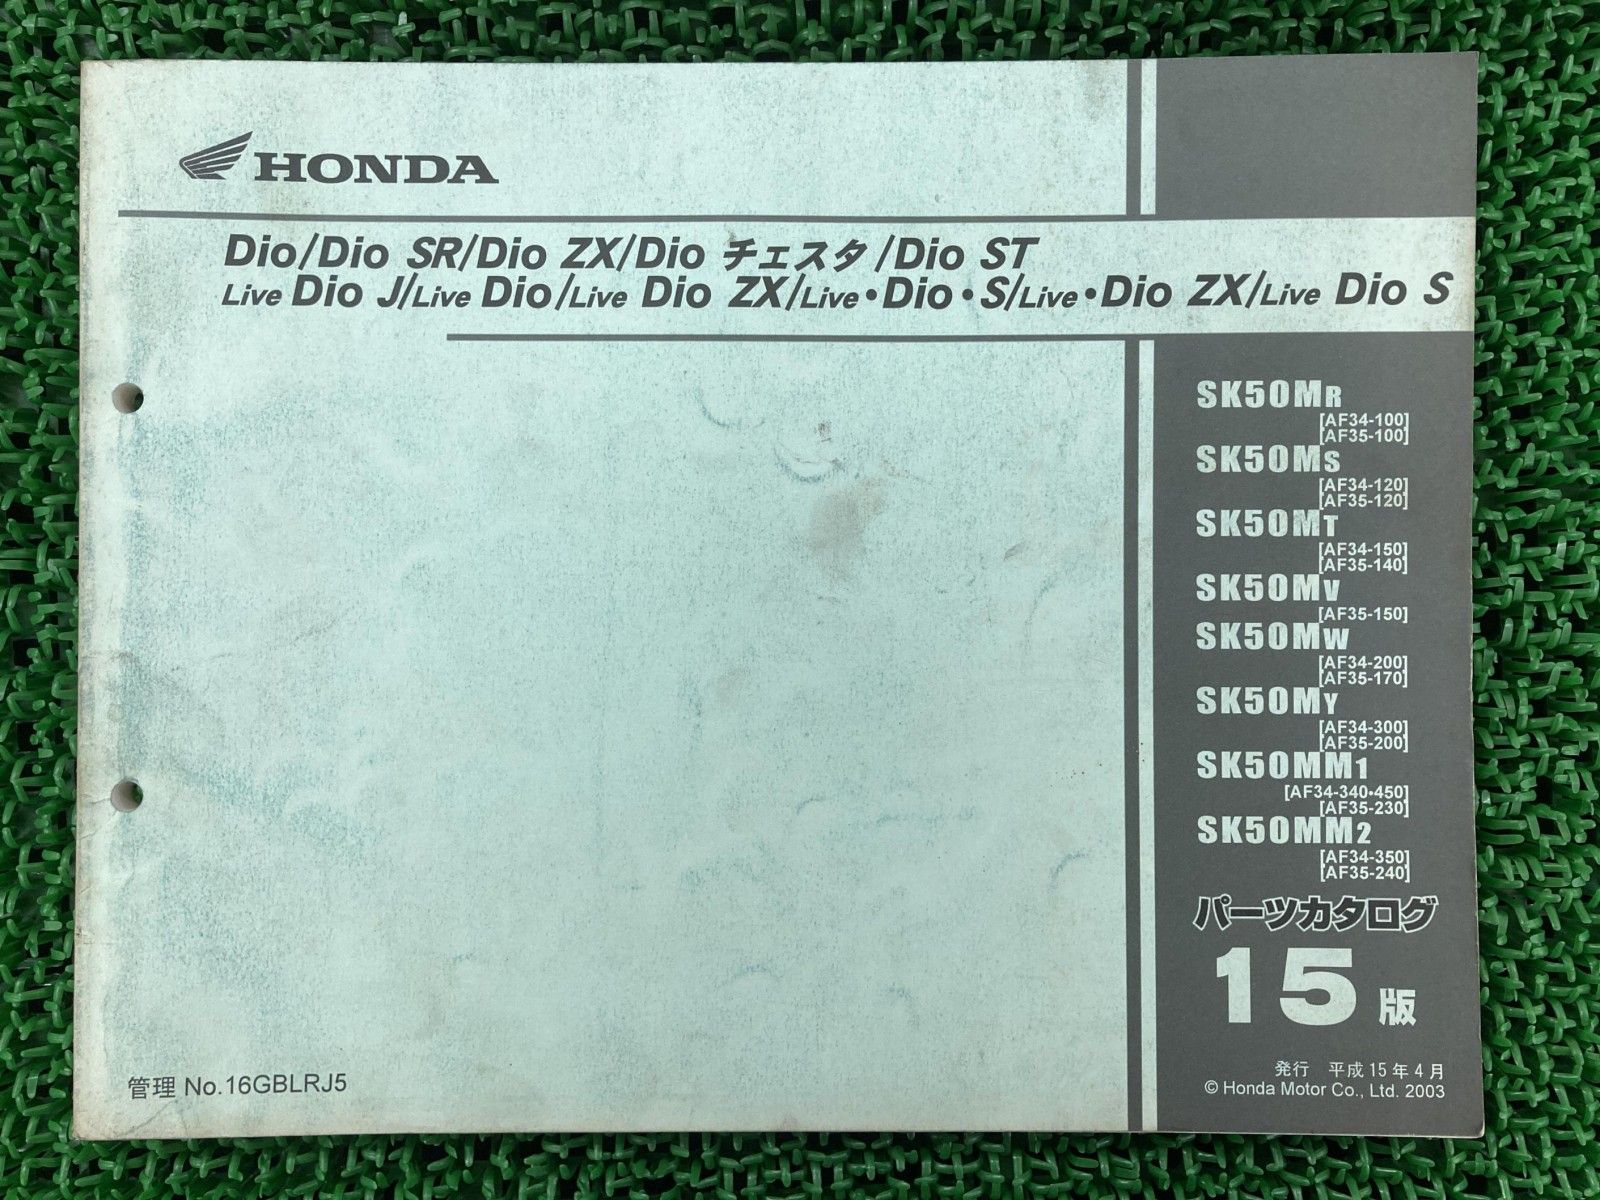 HONDA
Dio/Dio SR/Dio ZX/Dio チェスタ/Dio ST
Live Dio J/Live Dio/Live Dio ZX/Live・Dio・S/Live・Dio ZX/Live Dio S
SK50MR
[AF34-100]
[AF35-100]
SK50MS
[AF34-120]
[AF35-120]
SK50MT
[AF34-150]
[AF35-140]
SK50MV
[AF35-150]
SK50MW
[AF34-200]
[AF35-170]
SK50MY
[AF34-300]
[AF35-200]
SK50MM1
[AF34-340・450]
[AF35-230]
SK50MM2
[AF34-350]
[AF35-240]
パーツカタログ
15版
発行 平成15年4月
© Honda Motor Co., Ltd. 2003
管理 No.16GBLRJ5